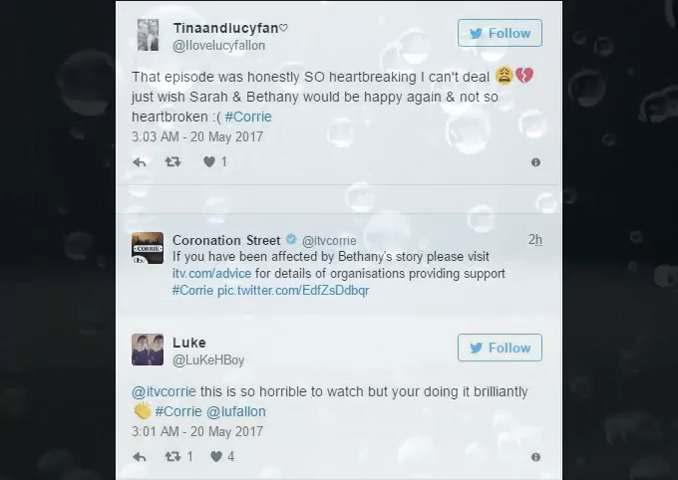 Tinaandlucyfan♡
@Ilovelucyfallon
Follow
That episode was honestly SO heartbreaking I can't deal 😩💔
just wish Sarah & Bethany would be happy again & not so
heartbroken :( #Corrie
3.03 AM - 20 May 2017
1
Coronation Street @itvcorrie 2h
If you have been affected by Bethany's story please visit
itv.com/advice for details of organisations providing support
#Corrie pic.twitter.com/EdfZsDdbqr
Luke
@LuKeHBoy
Follow
@itvcorrie this is so horrible to watch but your doing it brilliantly
👏 #Corrie @lufallon
3:01 AM - 20 May 2017
1 4